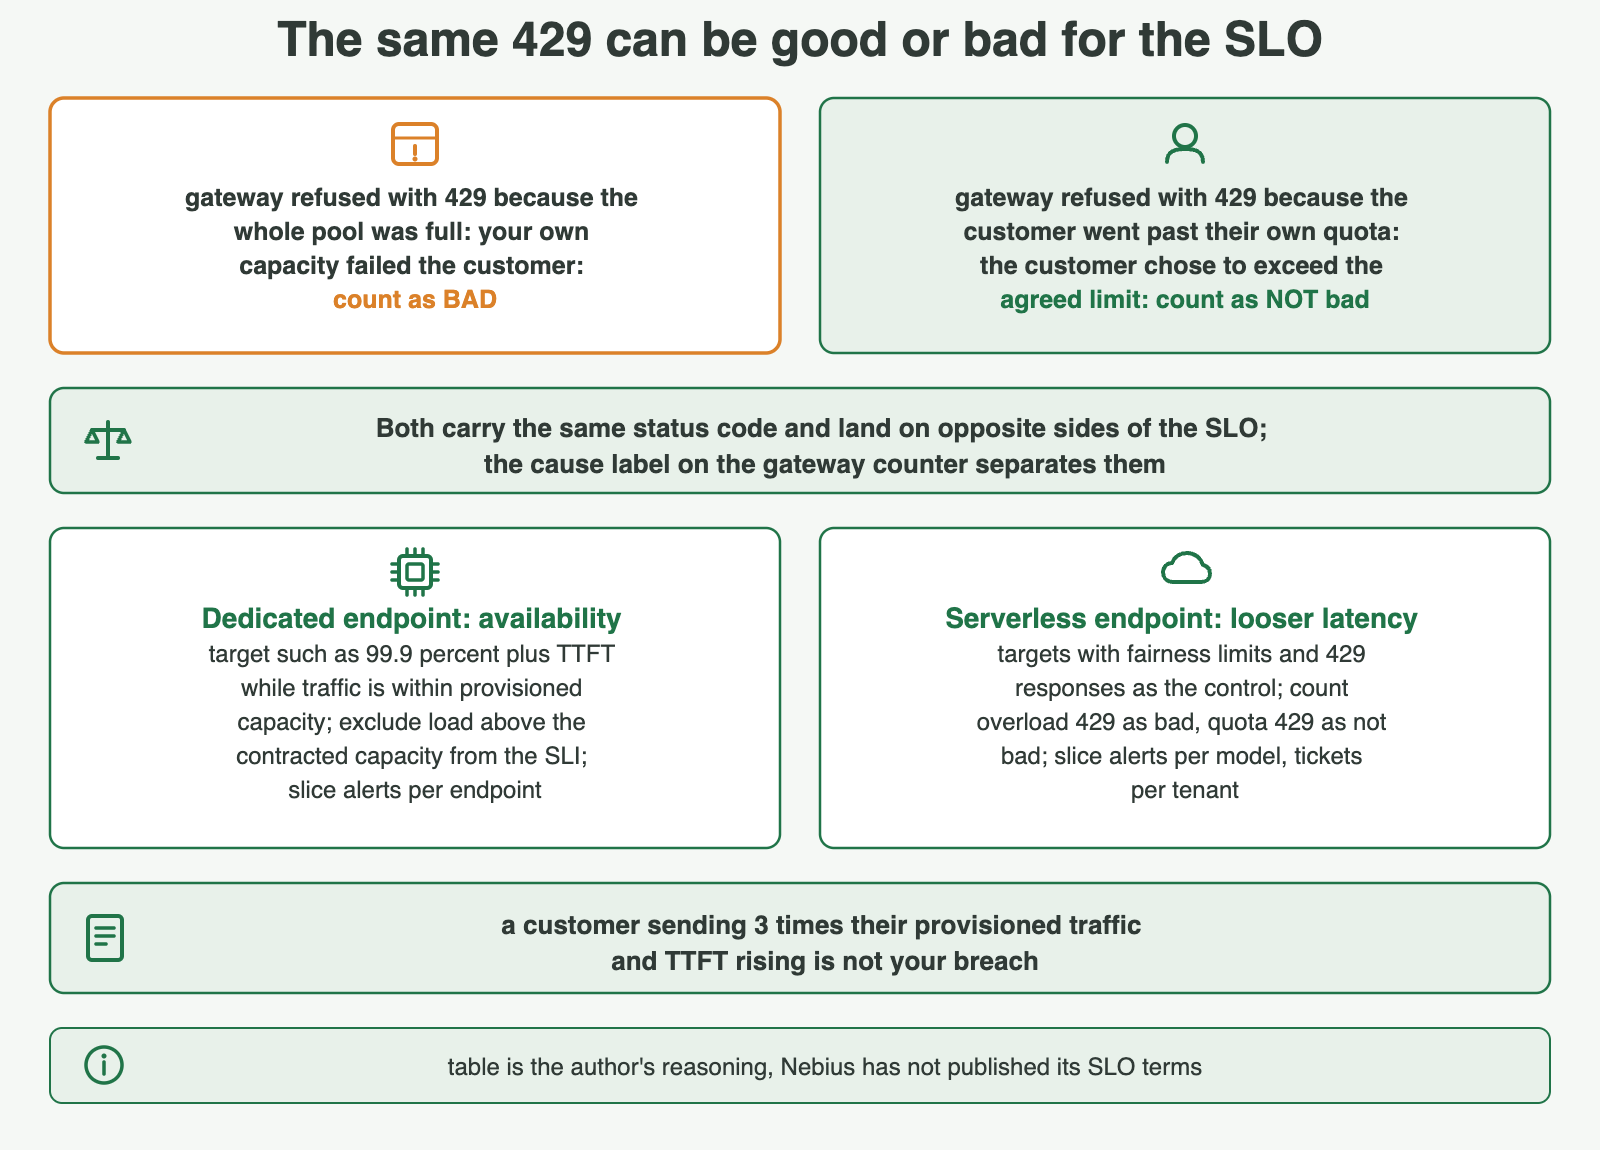 The same 429 can be good or bad for the SLO
gateway refused with 429 because the
whole pool was full: your own
capacity failed the customer:
count as BAD
gateway refused with 429 because the
customer went past their own quota:
the customer chose to exceed the
agreed limit: count as NOT bad
Both carry the same status code and land on opposite sides of the SLO;
the cause label on the gateway counter separates them
Dedicated endpoint: availability
target such as 99.9 percent plus TTFT
while traffic is within provisioned
capacity; exclude load above the
contracted capacity from the SLI;
slice alerts per endpoint
Serverless endpoint: looser latency
targets with fairness limits and 429
responses as the control; count
overload 429 as bad, quota 429 as not
bad; slice alerts per model, tickets
per tenant
a customer sending 3 times their provisioned traffic
and TTFT rising is not your breach
table is the author's reasoning, Nebius has not published its SLO terms